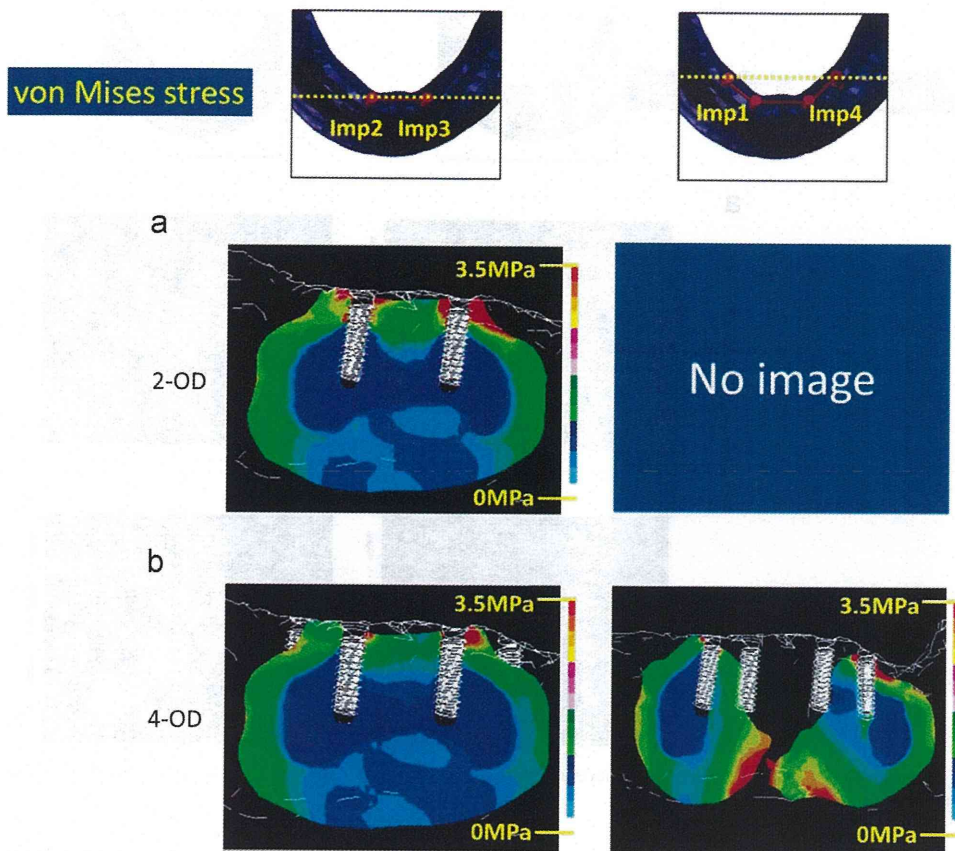 von Mises stress
Imp2 Imp3
Imp1 Imp4
a
3.5MPa
2-OD
0MPa
No image
b
3.5MPa
3.5MPa
4-OD
0MPa
0MPa